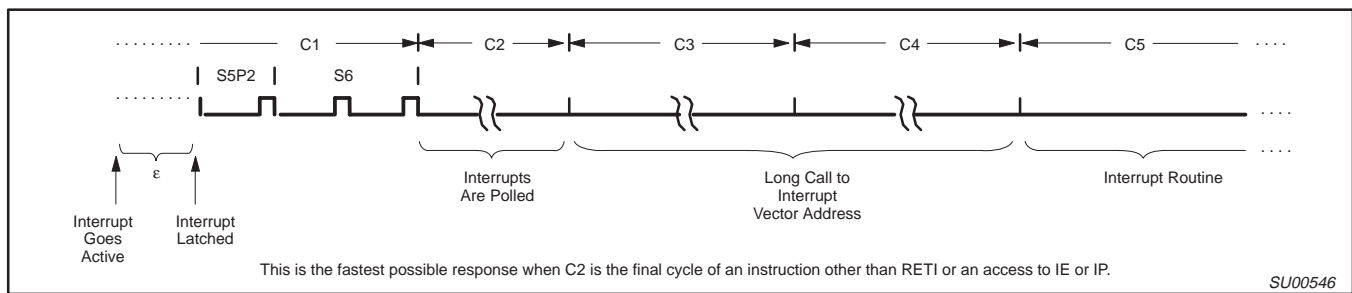 C1 C2 C3 C4 C5
S5P2 S6
ε
Interrupts
Are Polled
Long Call to
Interrupt
Vector Address
Interrupt Routine
Interrupt
Goes
Active
Interrupt
Latched
This is the fastest possible response when C2 is the final cycle of an instruction other than RETI or an access to IE or IP.
SU00546